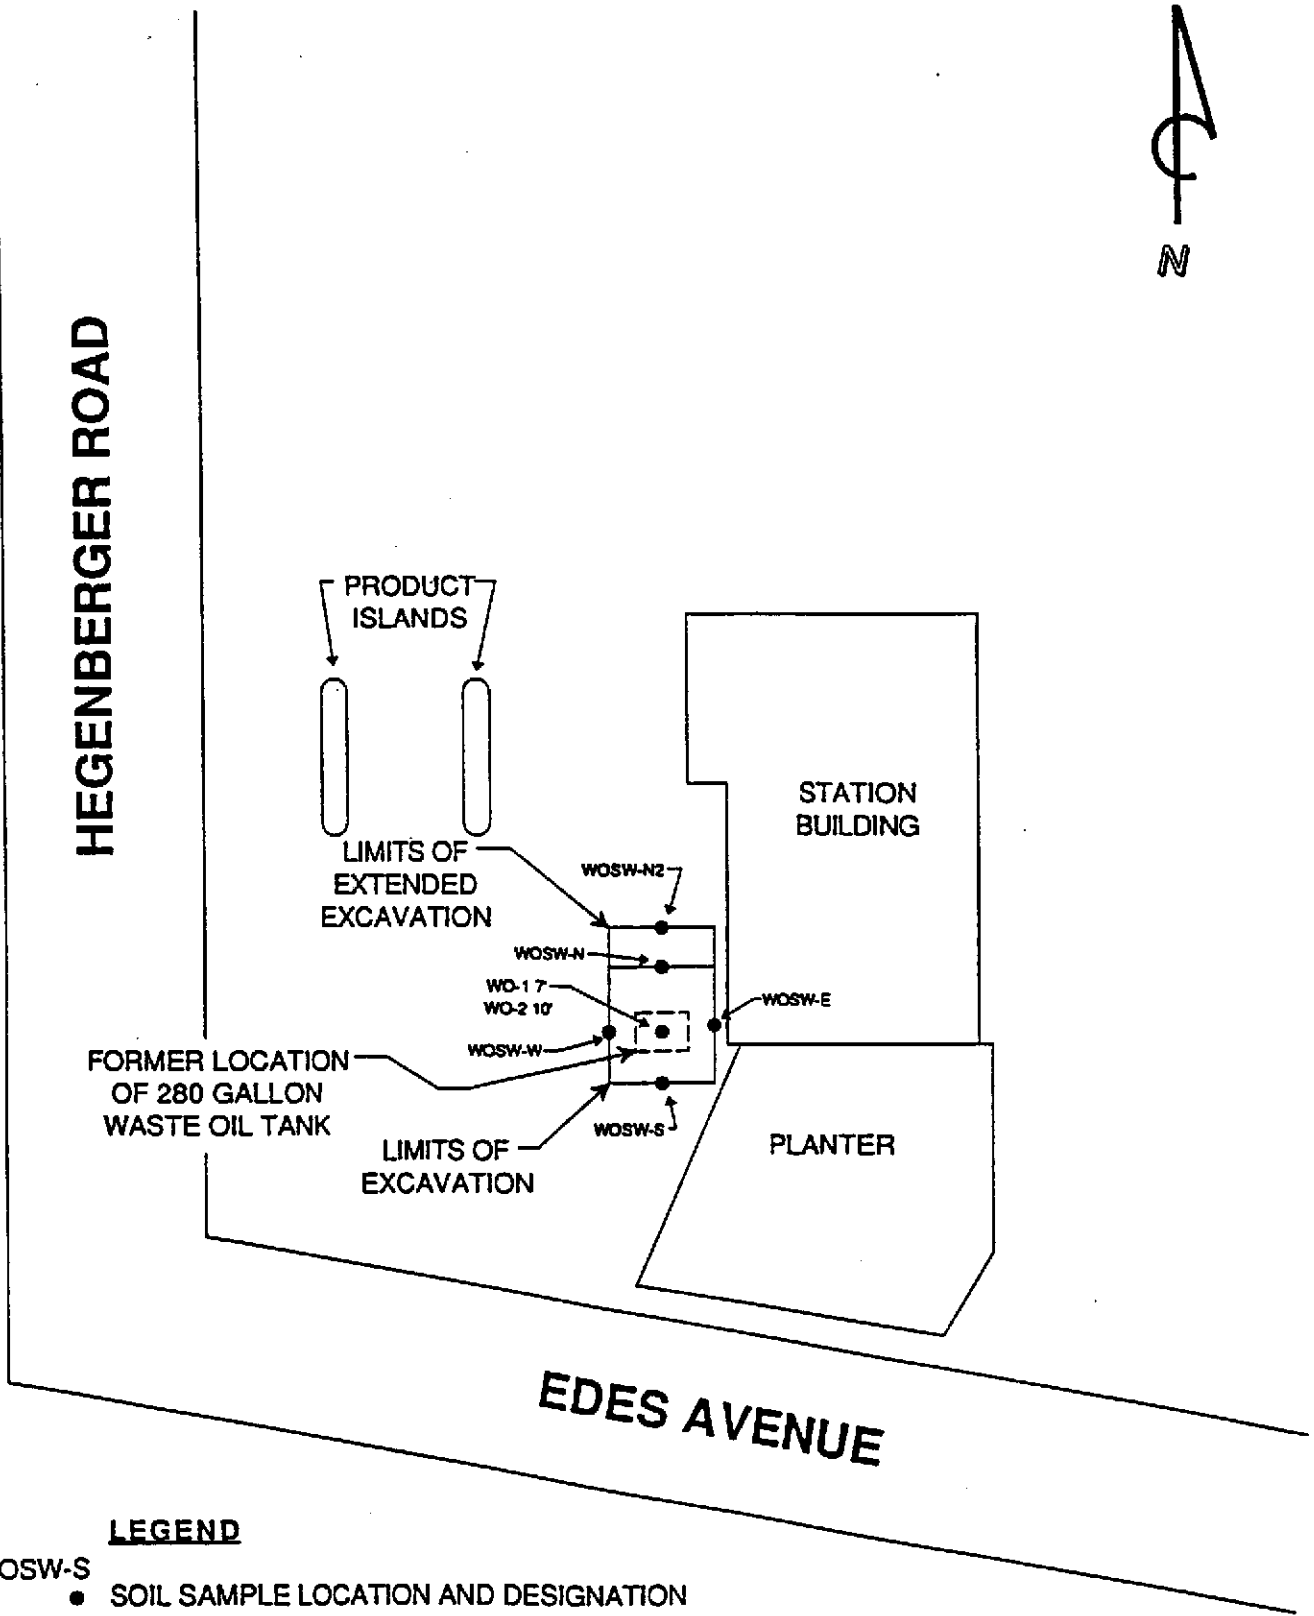 N
HEGENBERGER ROAD
PRODUCT
ISLANDS
STATION
BUILDING
LIMITS OF
EXTENDED
EXCAVATION
WOSW-N2
WOSW-N
WO-1 7'
WO-2 10'
WOSW-E
WOSW-W
FORMER LOCATION
OF 280 GALLON
WASTE OIL TANK
WOSW-S
LIMITS OF
EXCAVATION
PLANTER
EDES AVENUE
LEGEND
OSW-S
SOIL SAMPLE LOCATION AND DESIGNATION